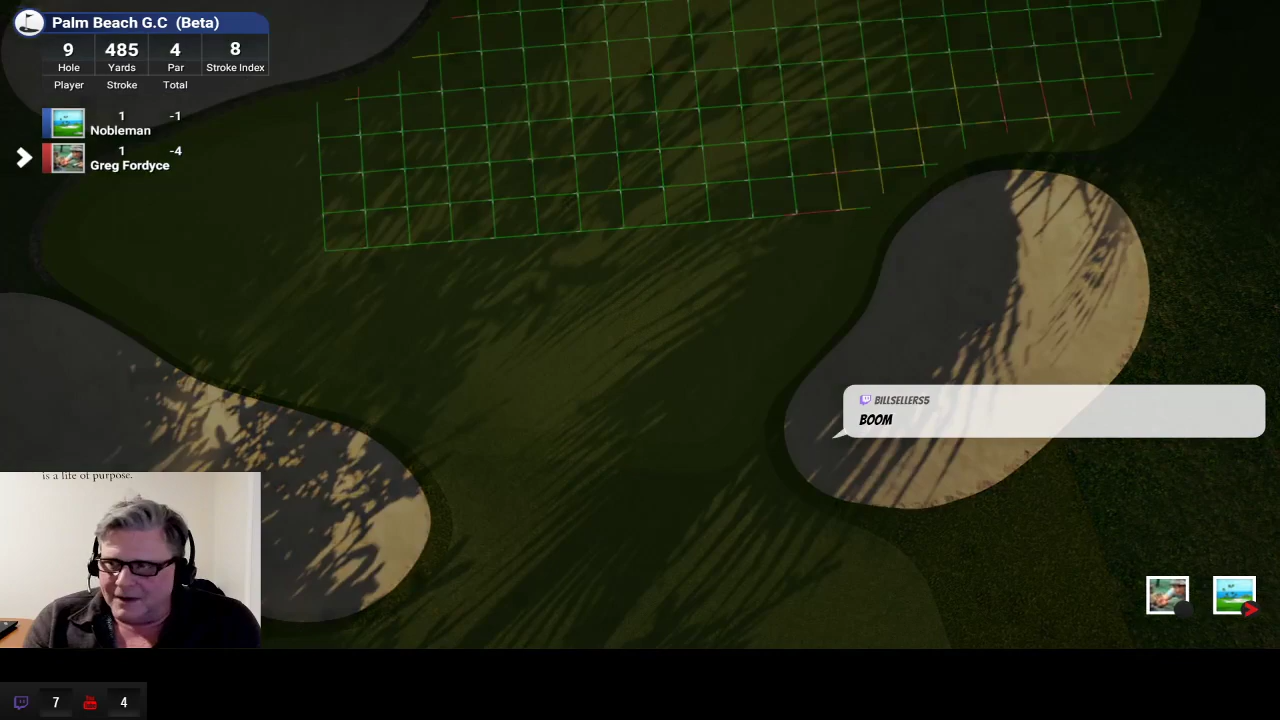 Palm Beach G.C (Beta)
9 485 4 8
Hole Yards Par Stroke Index
Player Stroke Total
1 -1
Nobleman
1 -4
Greg Fordyce
BILLSELLERS5
BOOM
is a life of purpose.
7 4